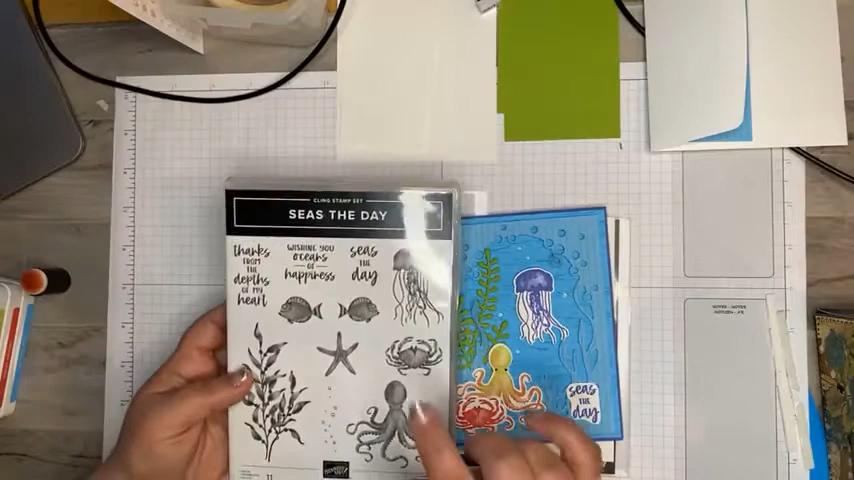 CLING STAMP SET
SEAS THE DAY
thanks
FROM THE
depths
OF MY
heart
WISHING YOU
oceans
of
happiness
seas
THE
day
11
seas
THE
day